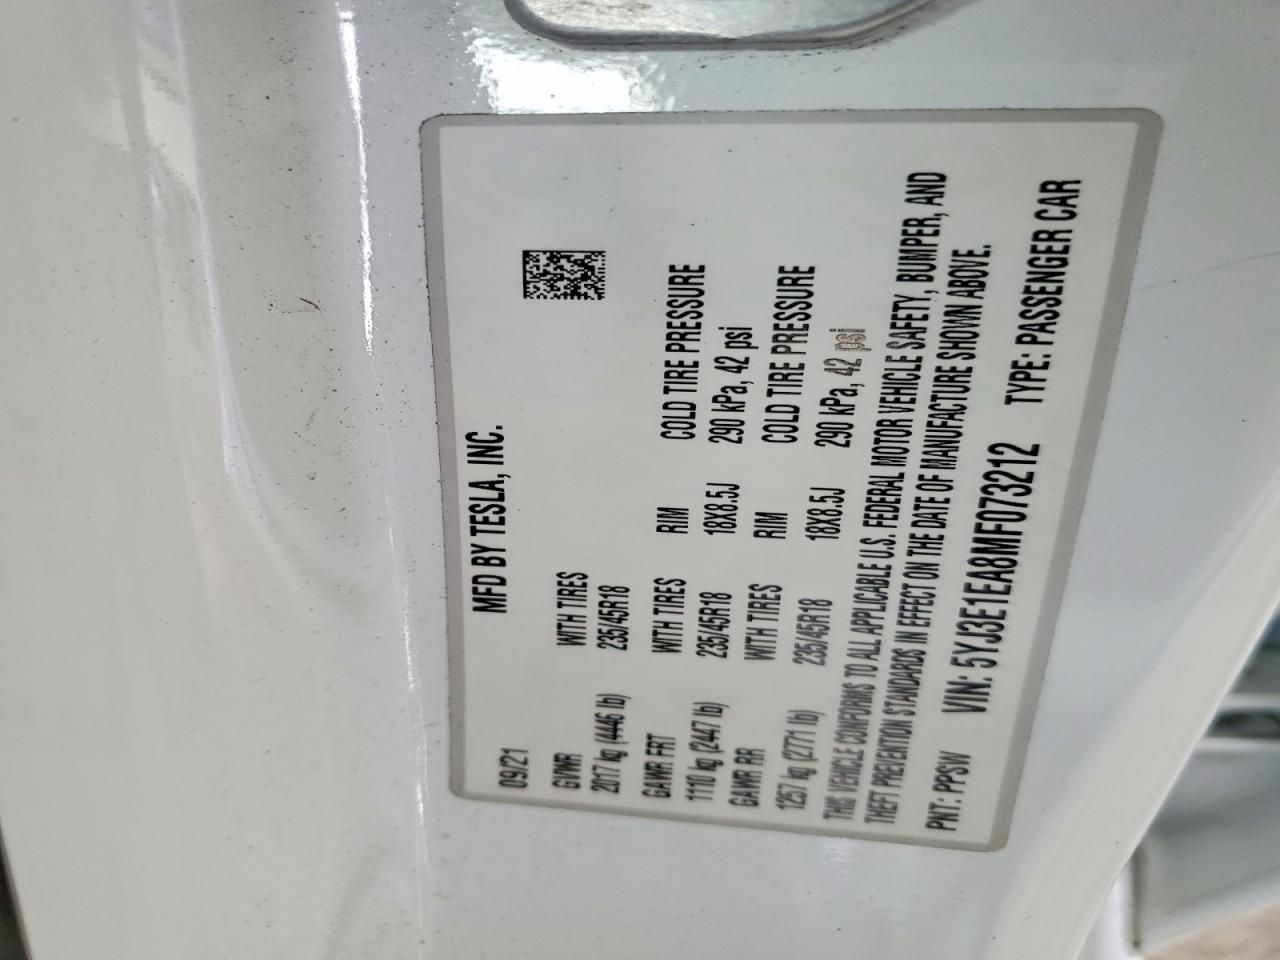 MFD BY TESLA, INC.
09/21
GVWR WITH TIRES
2017 kg (4446 lb) 235/45R18
GAWR FRT WITH TIRES RIM COLD TIRE PRESSURE
1110 kg (2447 lb) 235/45R18 18X8.5J 290 kPa, 42 psi
GAWR RR WITH TIRES RIM COLD TIRE PRESSURE
1257 kg (2771 lb) 235/45R18 18X8.5J 290 kPa, 42 psi
THIS VEHICLE CONFORMS TO ALL APPLICABLE U.S. FEDERAL MOTOR VEHICLE SAFETY, BUMPER, AND
THEFT PREVENTION STANDARDS IN EFFECT ON THE DATE OF MANUFACTURE SHOWN ABOVE.
PNT: PPSW VIN: 5YJ3E1EA8MF073212 TYPE: PASSENGER CAR